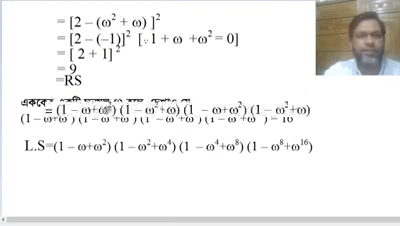 = [2 – (ω² + ω) ]²
= [2 – (–1)]² [∵ 1 + ω +ω² = 0]
= [ 2 + 1]²
= 9
=RS
= (1 – ω+ω²) (1 – ω²+ω) (1 – ω+ω²) (1 – ω²+ω)
= 16
L.S=(1 – ω+ω²) (1 – ω²+ω⁴) (1 – ω⁴+ω⁸) (1 – ω⁸+ω¹⁶)